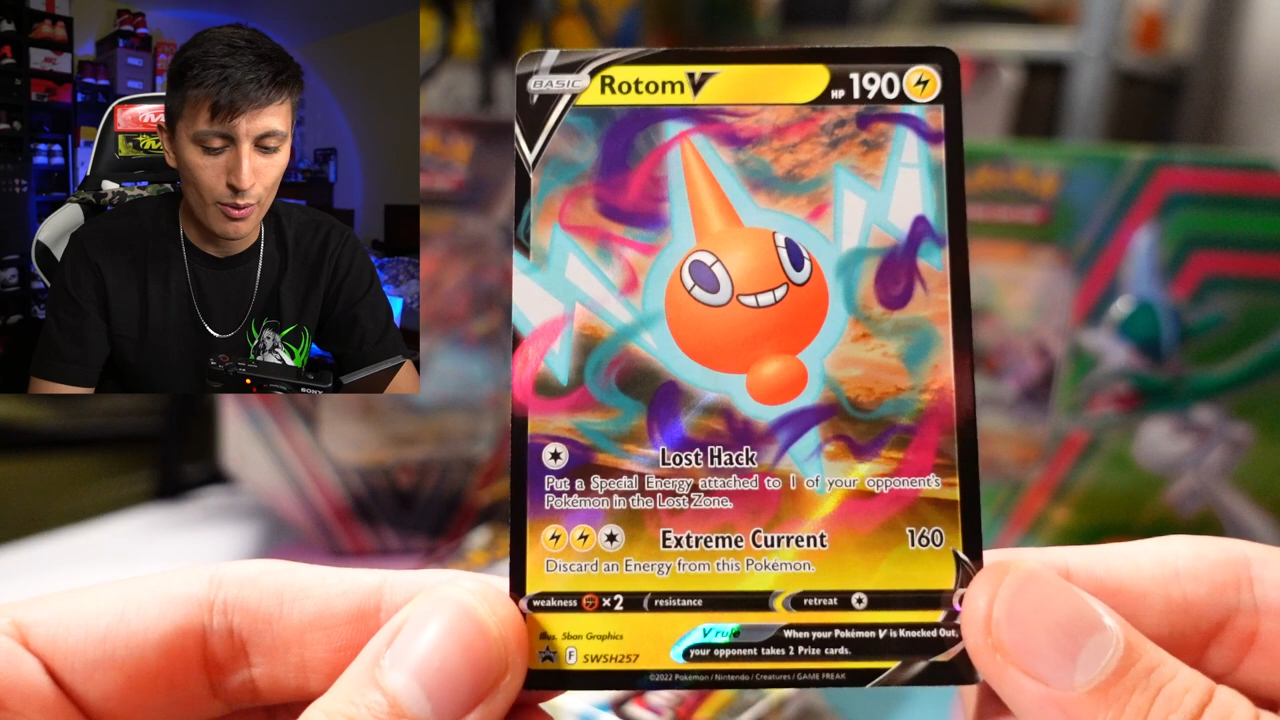 BASIC RotomV HP 190
Lost Hack
Put a Special Energy attached to 1 of your opponent's
Pokémon in the Lost Zone.
Extreme Current 160
Discard an Energy from this Pokémon.
weakness ×2 resistance retreat
Illus. 5ban Graphics
V rule When your Pokémon V is Knocked Out,
your opponent takes 2 Prize cards.
F SWSH257
©2022 Pokémon / Nintendo / Creatures / GAME FREAK
SONY